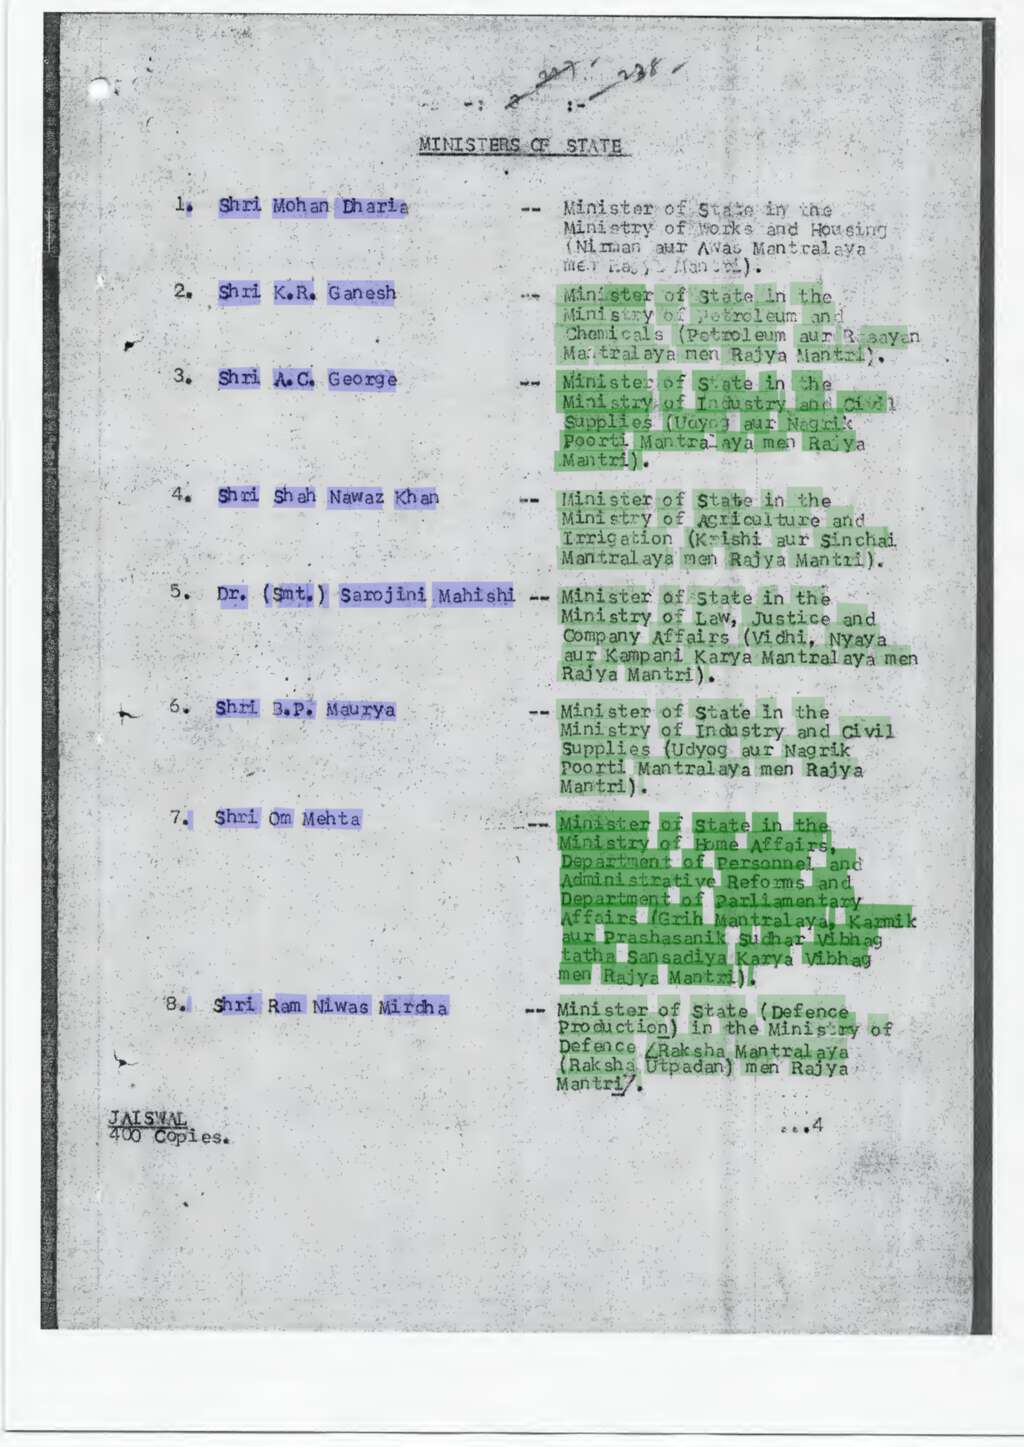 227. 238.
-: 2 :-
MINISTERS OF STATE
1. Shri Mohan Dharia -- Minister of State in the
Ministry of Works and Housing
(Nirman aur Awas Mantralaya
men Rajya Mantri).
2. Shri K.R. Ganesh -- Minister of State in the
Ministry of Petroleum and
Chemicals (Petroleum aur Rasayan
Mantralaya men Rajya Mantri).
3. Shri A.C. George -- Minister of State in the
Ministry of Industry and Civil
Supplies (Udyog aur Nagrik
Poorti Mantralaya men Rajya
Mantri).
4. Shri Shah Nawaz Khan -- Minister of State in the
Ministry of Agriculture and
Irrigation (Krishi aur Sinchai
Mantralaya men Rajya Mantri).
5. Dr. (Smt.) Sarojini Mahishi -- Minister of State in the
Ministry of Law, Justice and
Company Affairs (Vidhi, Nyaya
aur Kampani Karya Mantralaya men
Rajya Mantri).
6. Shri B.P. Maurya -- Minister of State in the
Ministry of Industry and Civil
Supplies (Udyog aur Nagrik
Poorti Mantralaya men Rajya
Mantri).
7. Shri Om Mehta -- Minister of State in the
Ministry of Home Affairs,
Department of Personnel and
Administrative Reforms and
Department of Parliamentary
Affairs (Grih Mantralaya, Karmik
aur Prashasanik Sudhar Vibhag
tatha Sansadiya Karya Vibhag
men Rajya Mantri).
8. Shri Ram Niwas Mirdha -- Minister of State (Defence
Production) in the Ministry of
Defence /Raksha Mantralaya
(Raksha Utpadan) men Rajya
Mantri/.
JAISWAL
400 Copies.
...4